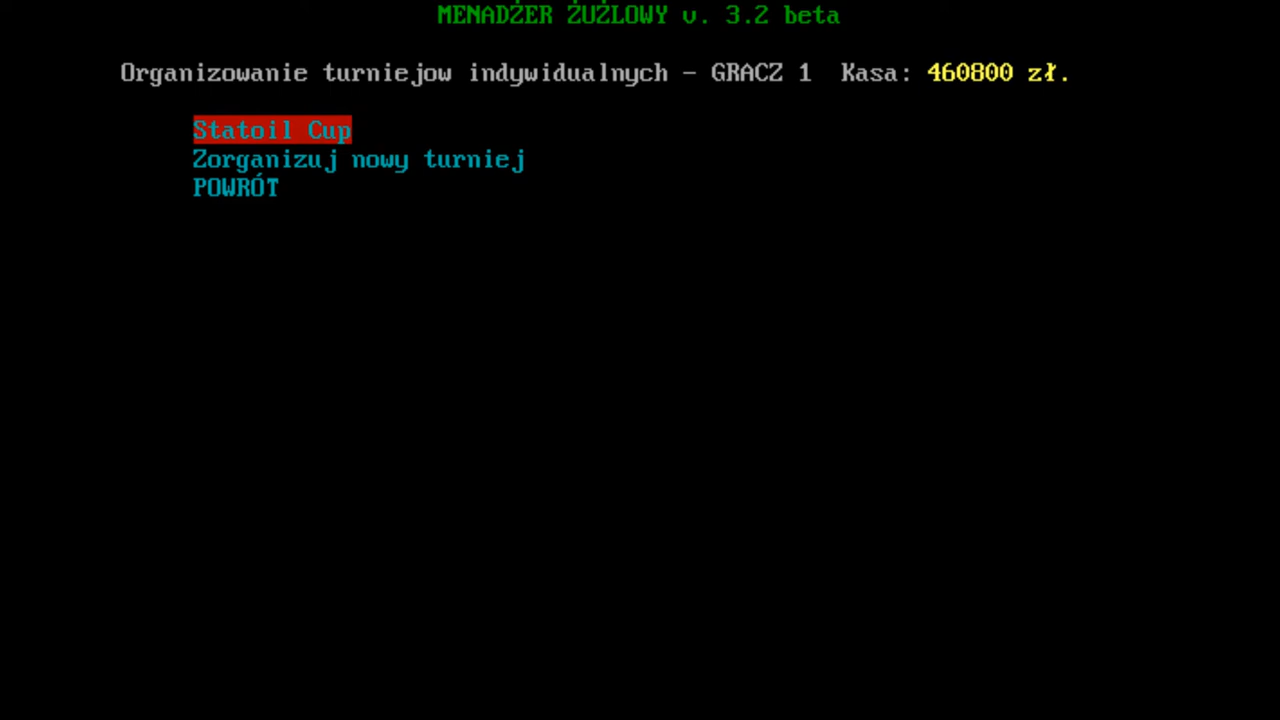 MENADŻER ŻUŻLOWY v. 3.2 beta
Organizowanie turniejow indywidualnych - GRACZ 1 Kasa: 460800 zł.
Statoil Cup
Zorganizuj nowy turniej
POWRÓT